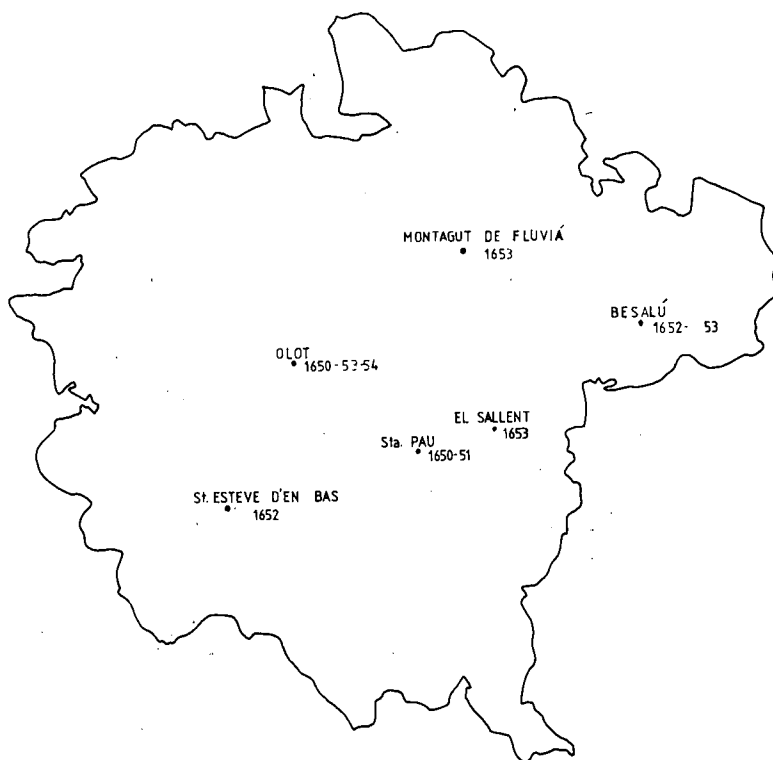 MONTAGUT DE FLUVIÁ
1653
BESALÚ
1652- 53
OLOT
1650-53-54
EL SALLENT
1653
Sta. PAU
1650-51
St. ESTEVE D'EN BAS
1652